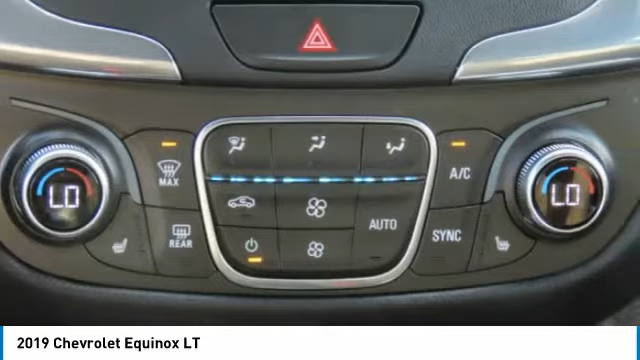 MAX
A/C
LO
LO
AUTO
SYNC
REAR
2019 Chevrolet Equinox LT